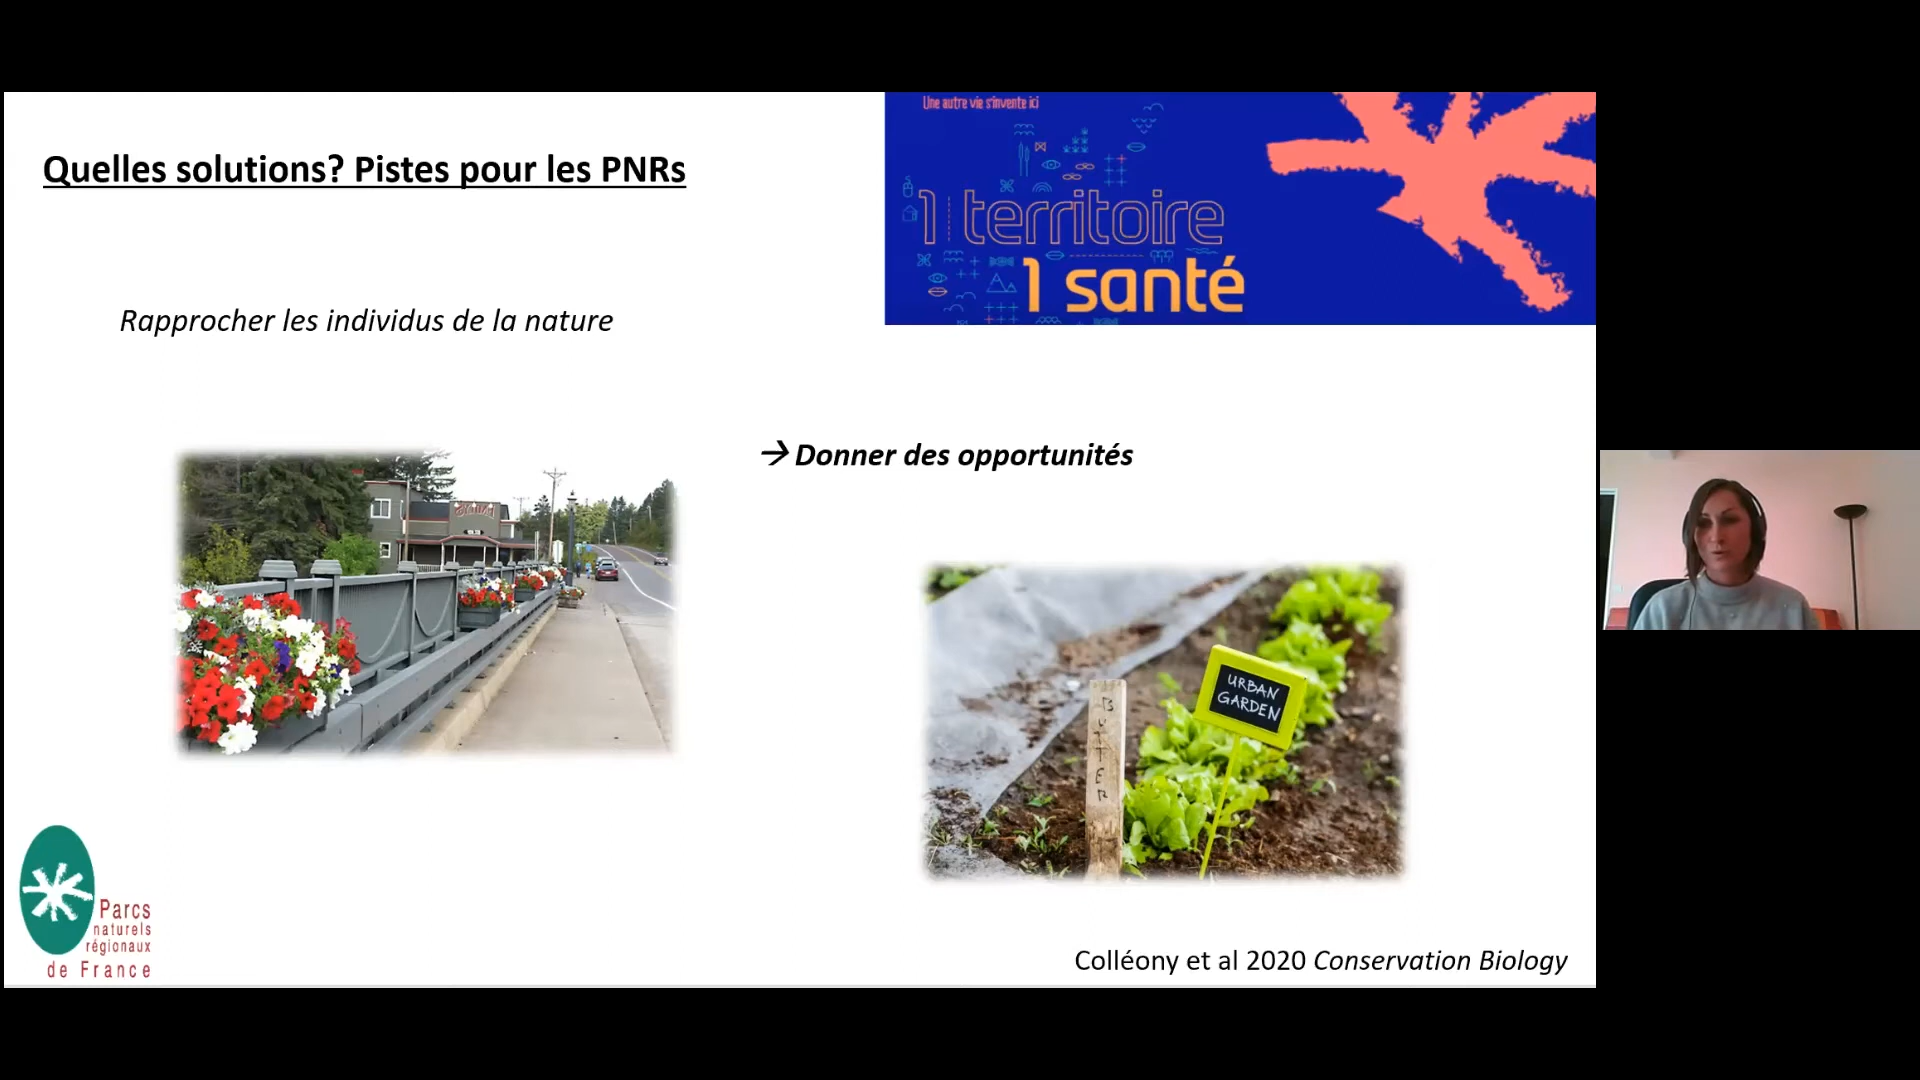 Une autre vie s'invente ici
Quelles solutions? Pistes pour les PNRs
1 territoire
1 santé
Rapprocher les individus de la nature
→ Donner des opportunités
URBAN
GARDEN
BUTTER
Parcs
naturels
régionaux
de France
Colléony et al 2020 Conservation Biology